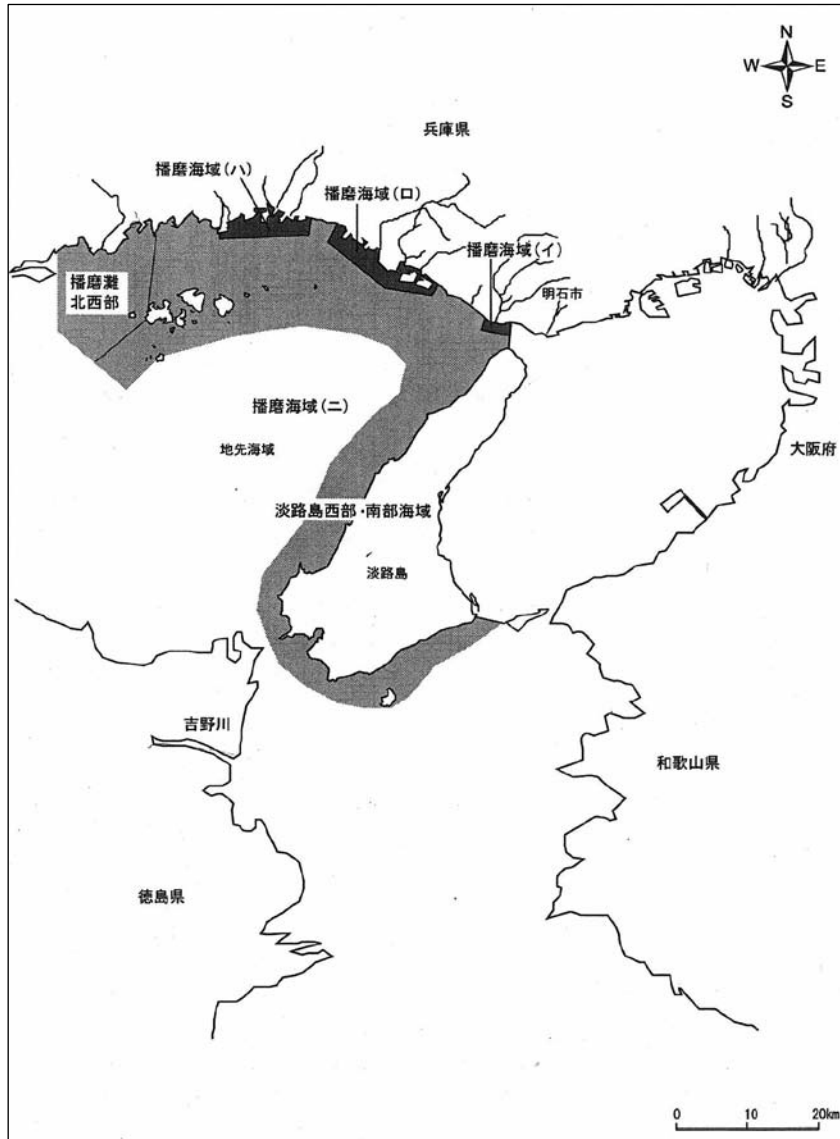 N
W E
S
兵庫県
播磨海域(ハ)
播磨海域(ロ)
播磨海域(イ)
明石市
播磨灘
北西部
播磨海域(ニ)
地先海域
大阪府
淡路島西部・南部海域
淡路島
吉野川
和歌山県
徳島県
0 10 20km